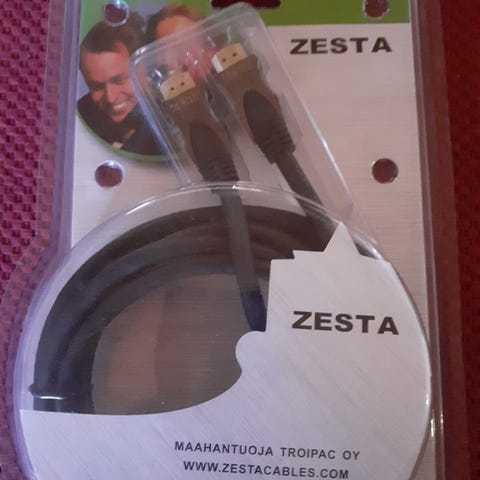 ZESTA
ZESTA
MAAHANTUOJA TROIPAC OY
WWW.ZESTACABLES.COM